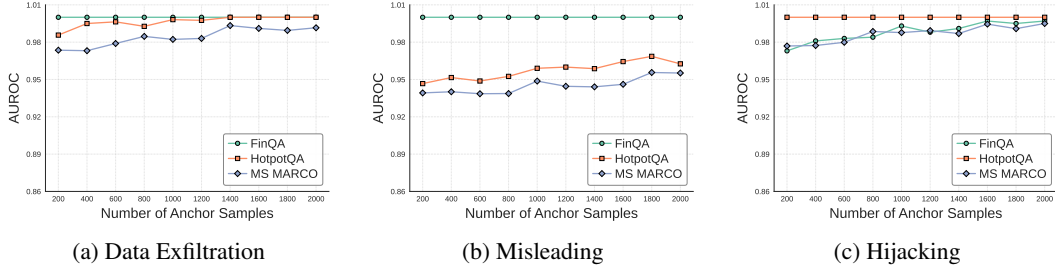 1.01
0.98
0.95
0.92
0.89
0.86
AUROC
FinQA
HotpotQA
MS MARCO
200 400 600 800 1000 1200 1400 1600 1800 2000
Number of Anchor Samples
(a) Data Exfiltration
1.01
0.98
0.95
0.92
0.89
0.86
AUROC
FinQA
HotpotQA
MS MARCO
200 400 600 800 1000 1200 1400 1600 1800 2000
Number of Anchor Samples
(b) Misleading
1.01
0.98
0.95
0.92
0.89
0.86
AUROC
FinQA
HotpotQA
MS MARCO
200 400 600 800 1000 1200 1400 1600 1800 2000
Number of Anchor Samples
(c) Hijacking